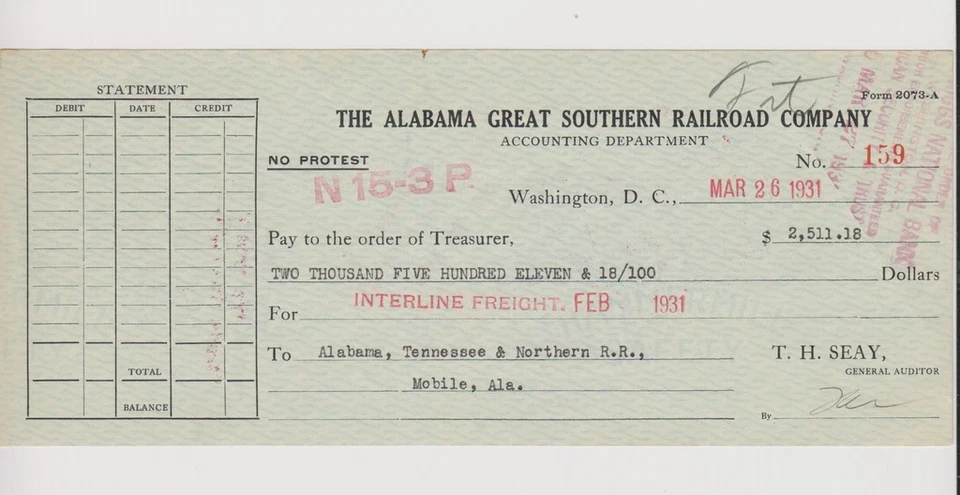 STATEMENT
DEBIT DATE CREDIT
TOTAL
BALANCE
Form 2073-A
THE ALABAMA GREAT SOUTHERN RAILROAD COMPANY
ACCOUNTING DEPARTMENT
NO PROTEST
No. 159
N 15-3 P
Washington, D. C., MAR 26 1931
Pay to the order of Treasurer, $ 2,511.18
TWO THOUSAND FIVE HUNDRED ELEVEN & 18/100 Dollars
For INTERLINE FREIGHT. FEB 1931
To Alabama, Tennessee & Northern R.R.,
Mobile, Ala.
T. H. SEAY,
GENERAL AUDITOR
By
NATIONAL BANK